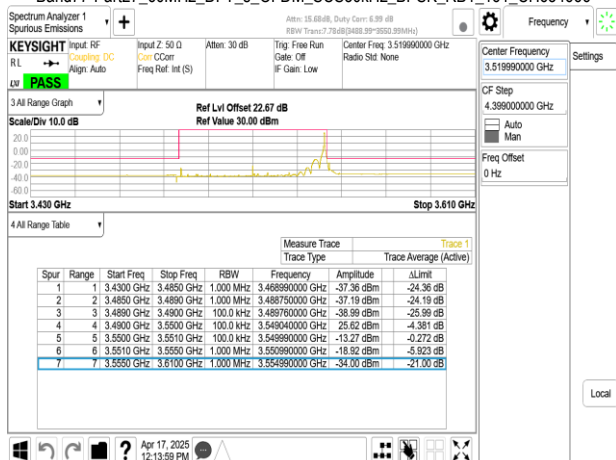 Spectrum Analyzer 1
Spurious Emissions
Attn: 15.68dB, Duty Corr: 6.99 dB
RBW Trans:7.78dB(3488.99~3550.99MHz)
Frequency
KEYSIGHT
RL
PASS
Input: RF
Coupling: DC
Align: Auto
Input Z: 50 Ω
Corr CCorr
Freq Ref: Int (S)
Atten: 30 dB
Trig: Free Run
Gate: Off
IF Gain: Low
Center Freq: 3.519990000 GHz
Radio Std: None
Center Frequency
3.519990000 GHz
Settings
CF Step
4.399000000 GHz
Auto
Man
Freq Offset
0 Hz
3 All Range Graph
Scale/Div 10.0 dB
Ref Lvl Offset 22.67 dB
Ref Value 30.00 dBm
20.0
0.00
-20.0
-40.0
-60.0
Start 3.430 GHz
Stop 3.610 GHz
4 All Range Table
Measure Trace Trace 1
Trace Type Trace Average (Active)
Spur Range Start Freq Stop Freq RBW Frequency Amplitude ΔLimit
1 1 3.4300 GHz 3.4850 GHz 1.000 MHz 3.468990000 GHz -37.36 dBm -24.36 dB
2 2 3.4850 GHz 3.4890 GHz 1.000 MHz 3.488750000 GHz -37.19 dBm -24.19 dB
3 3 3.4890 GHz 3.4900 GHz 100.0 kHz 3.489760000 GHz -38.99 dBm -25.99 dB
4 4 3.4900 GHz 3.5500 GHz 100.0 kHz 3.549040000 GHz 25.62 dBm -4.381 dB
5 5 3.5500 GHz 3.5510 GHz 100.0 kHz 3.549990000 GHz -13.27 dBm -0.272 dB
6 6 3.5510 GHz 3.5550 GHz 1.000 MHz 3.550990000 GHz -18.92 dBm -5.923 dB
7 7 3.5550 GHz 3.6100 GHz 1.000 MHz 3.554990000 GHz -34.00 dBm -21.00 dB
Local
Apr 17, 2025
12:13:59 PM